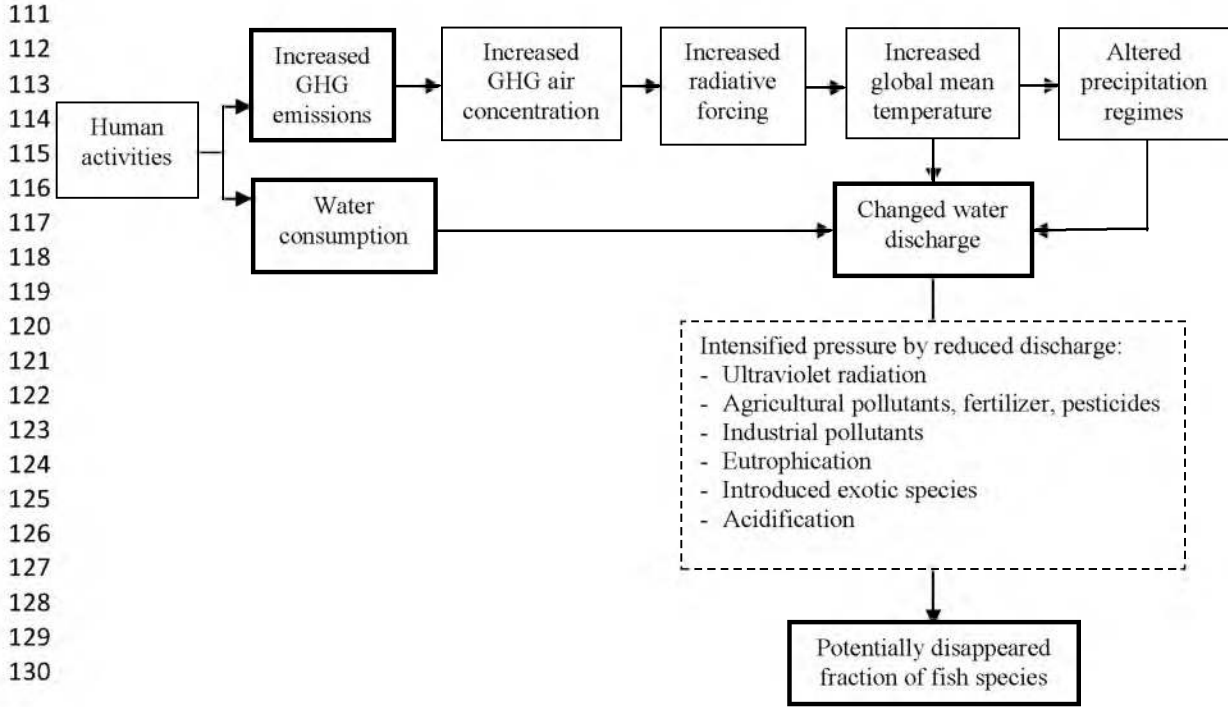 111
112
113
114
115
116
117
118
119
120
121
122
123
124
125
126
127
128
129
130
Human
activities
Increased
GHG
emissions
Increased
GHG air
concentration
Increased
radiative
forcing
Increased
global mean
temperature
Altered
precipitation
regimes
Water
consumption
Changed water
discharge
Intensified pressure by reduced discharge:
- Ultraviolet radiation
- Agricultural pollutants, fertilizer, pesticides
- Industrial pollutants
- Eutrophication
- Introduced exotic species
- Acidification
Potentially disappeared
fraction of fish species